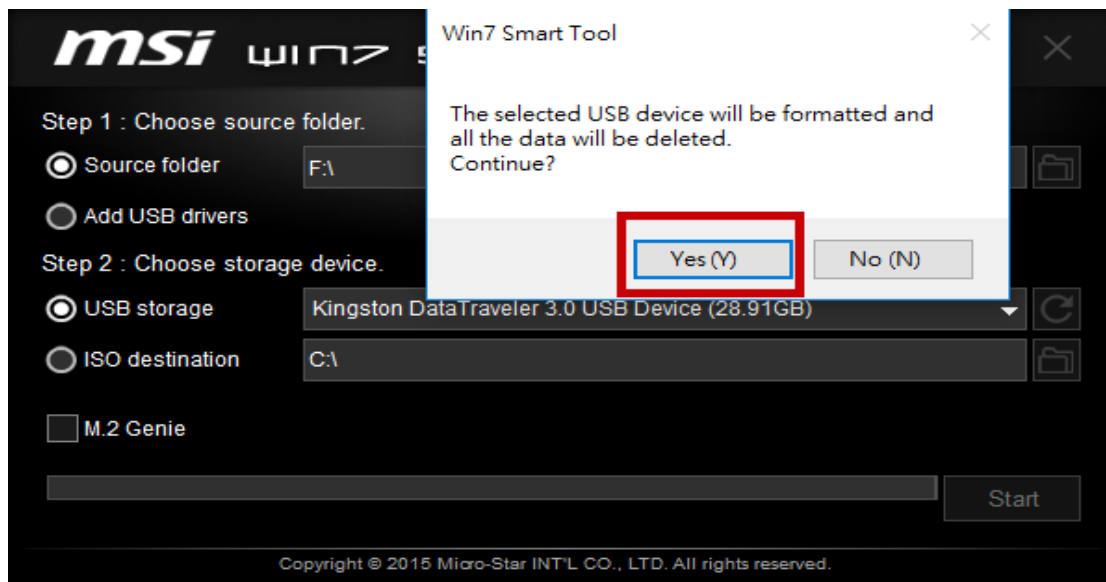 msi WIN7 S
Win7 Smart Tool
The selected USB device will be formatted and
all the data will be deleted.
Continue?
Yes (Y)
No (N)
Step 1 : Choose source folder.
Source folder
F:\
Add USB drivers
Step 2 : Choose storage device.
USB storage
Kingston DataTraveler 3.0 USB Device (28.91GB)
ISO destination
C:\
M.2 Genie
Start
Copyright © 2015 Micro-Star INT'L CO., LTD. All rights reserved.